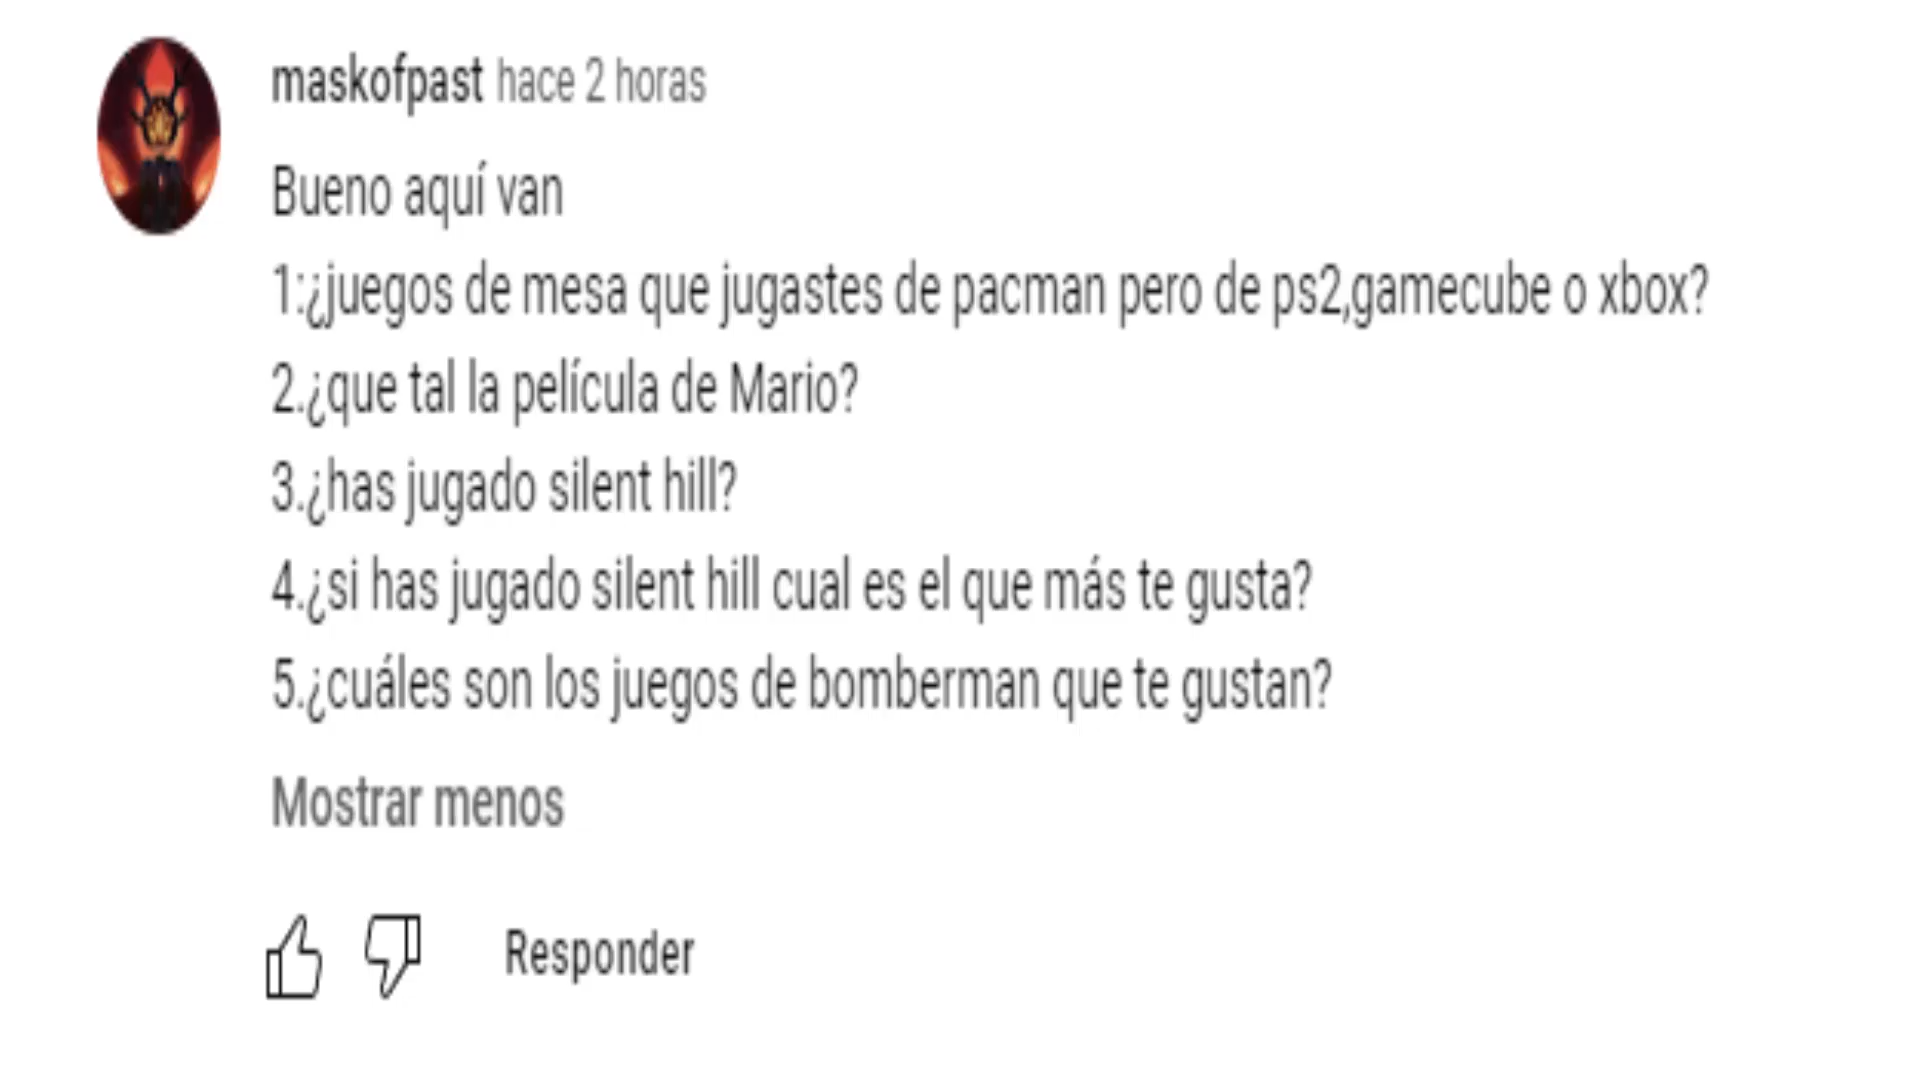 maskofpast hace 2 horas
Bueno aquí van
1:¿juegos de mesa que jugastes de pacman pero de ps2,gamecube o xbox?
2.¿que tal la película de Mario?
3.¿has jugado silent hill?
4.¿si has jugado silent hill cual es el que más te gusta?
5.¿cuáles son los juegos de bomberman que te gustan?
Mostrar menos
Responder